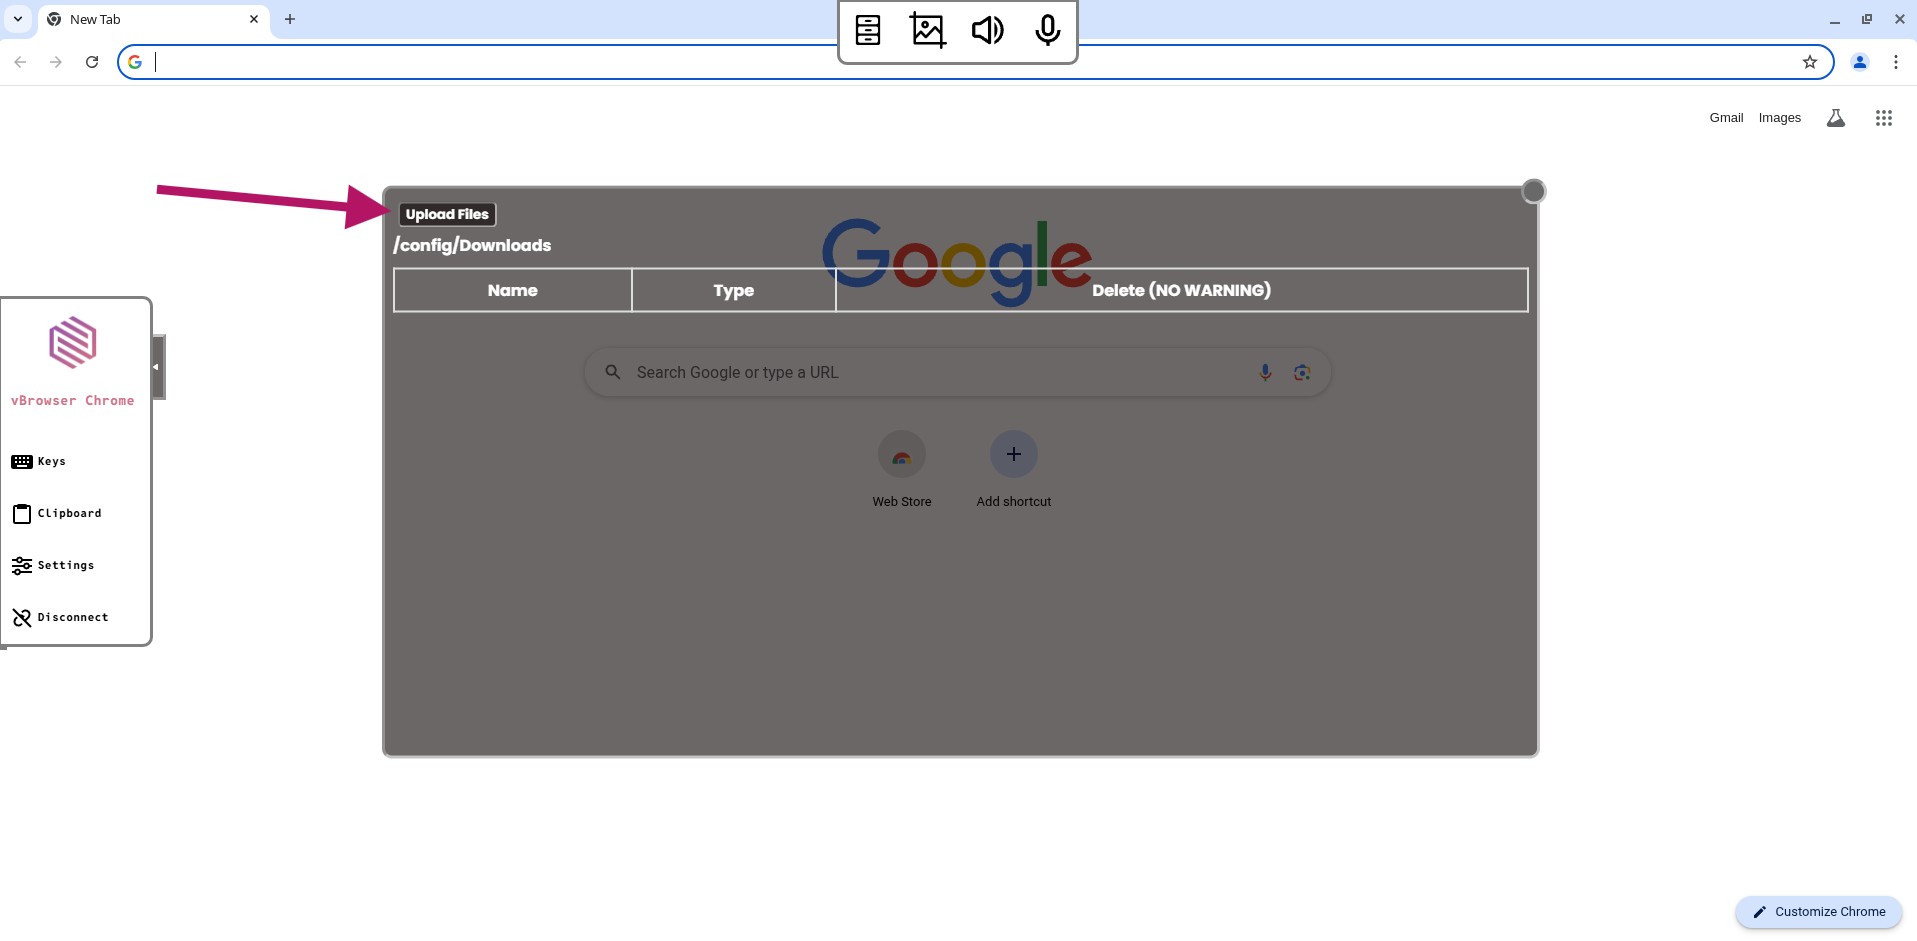 New Tab
Gmail Images
Upload Files
/config/Downloads
Google
Name Type Delete (NO WARNING)
Search Google or type a URL
Web Store Add shortcut
vBrowser Chrome
Keys
Clipboard
Settings
Disconnect
Customize Chrome